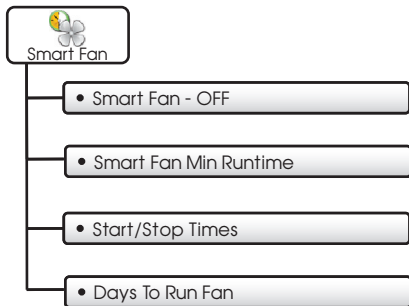 Smart Fan
• Smart Fan - OFF
• Smart Fan Min Runtime
• Start/Stop Times
• Days To Run Fan